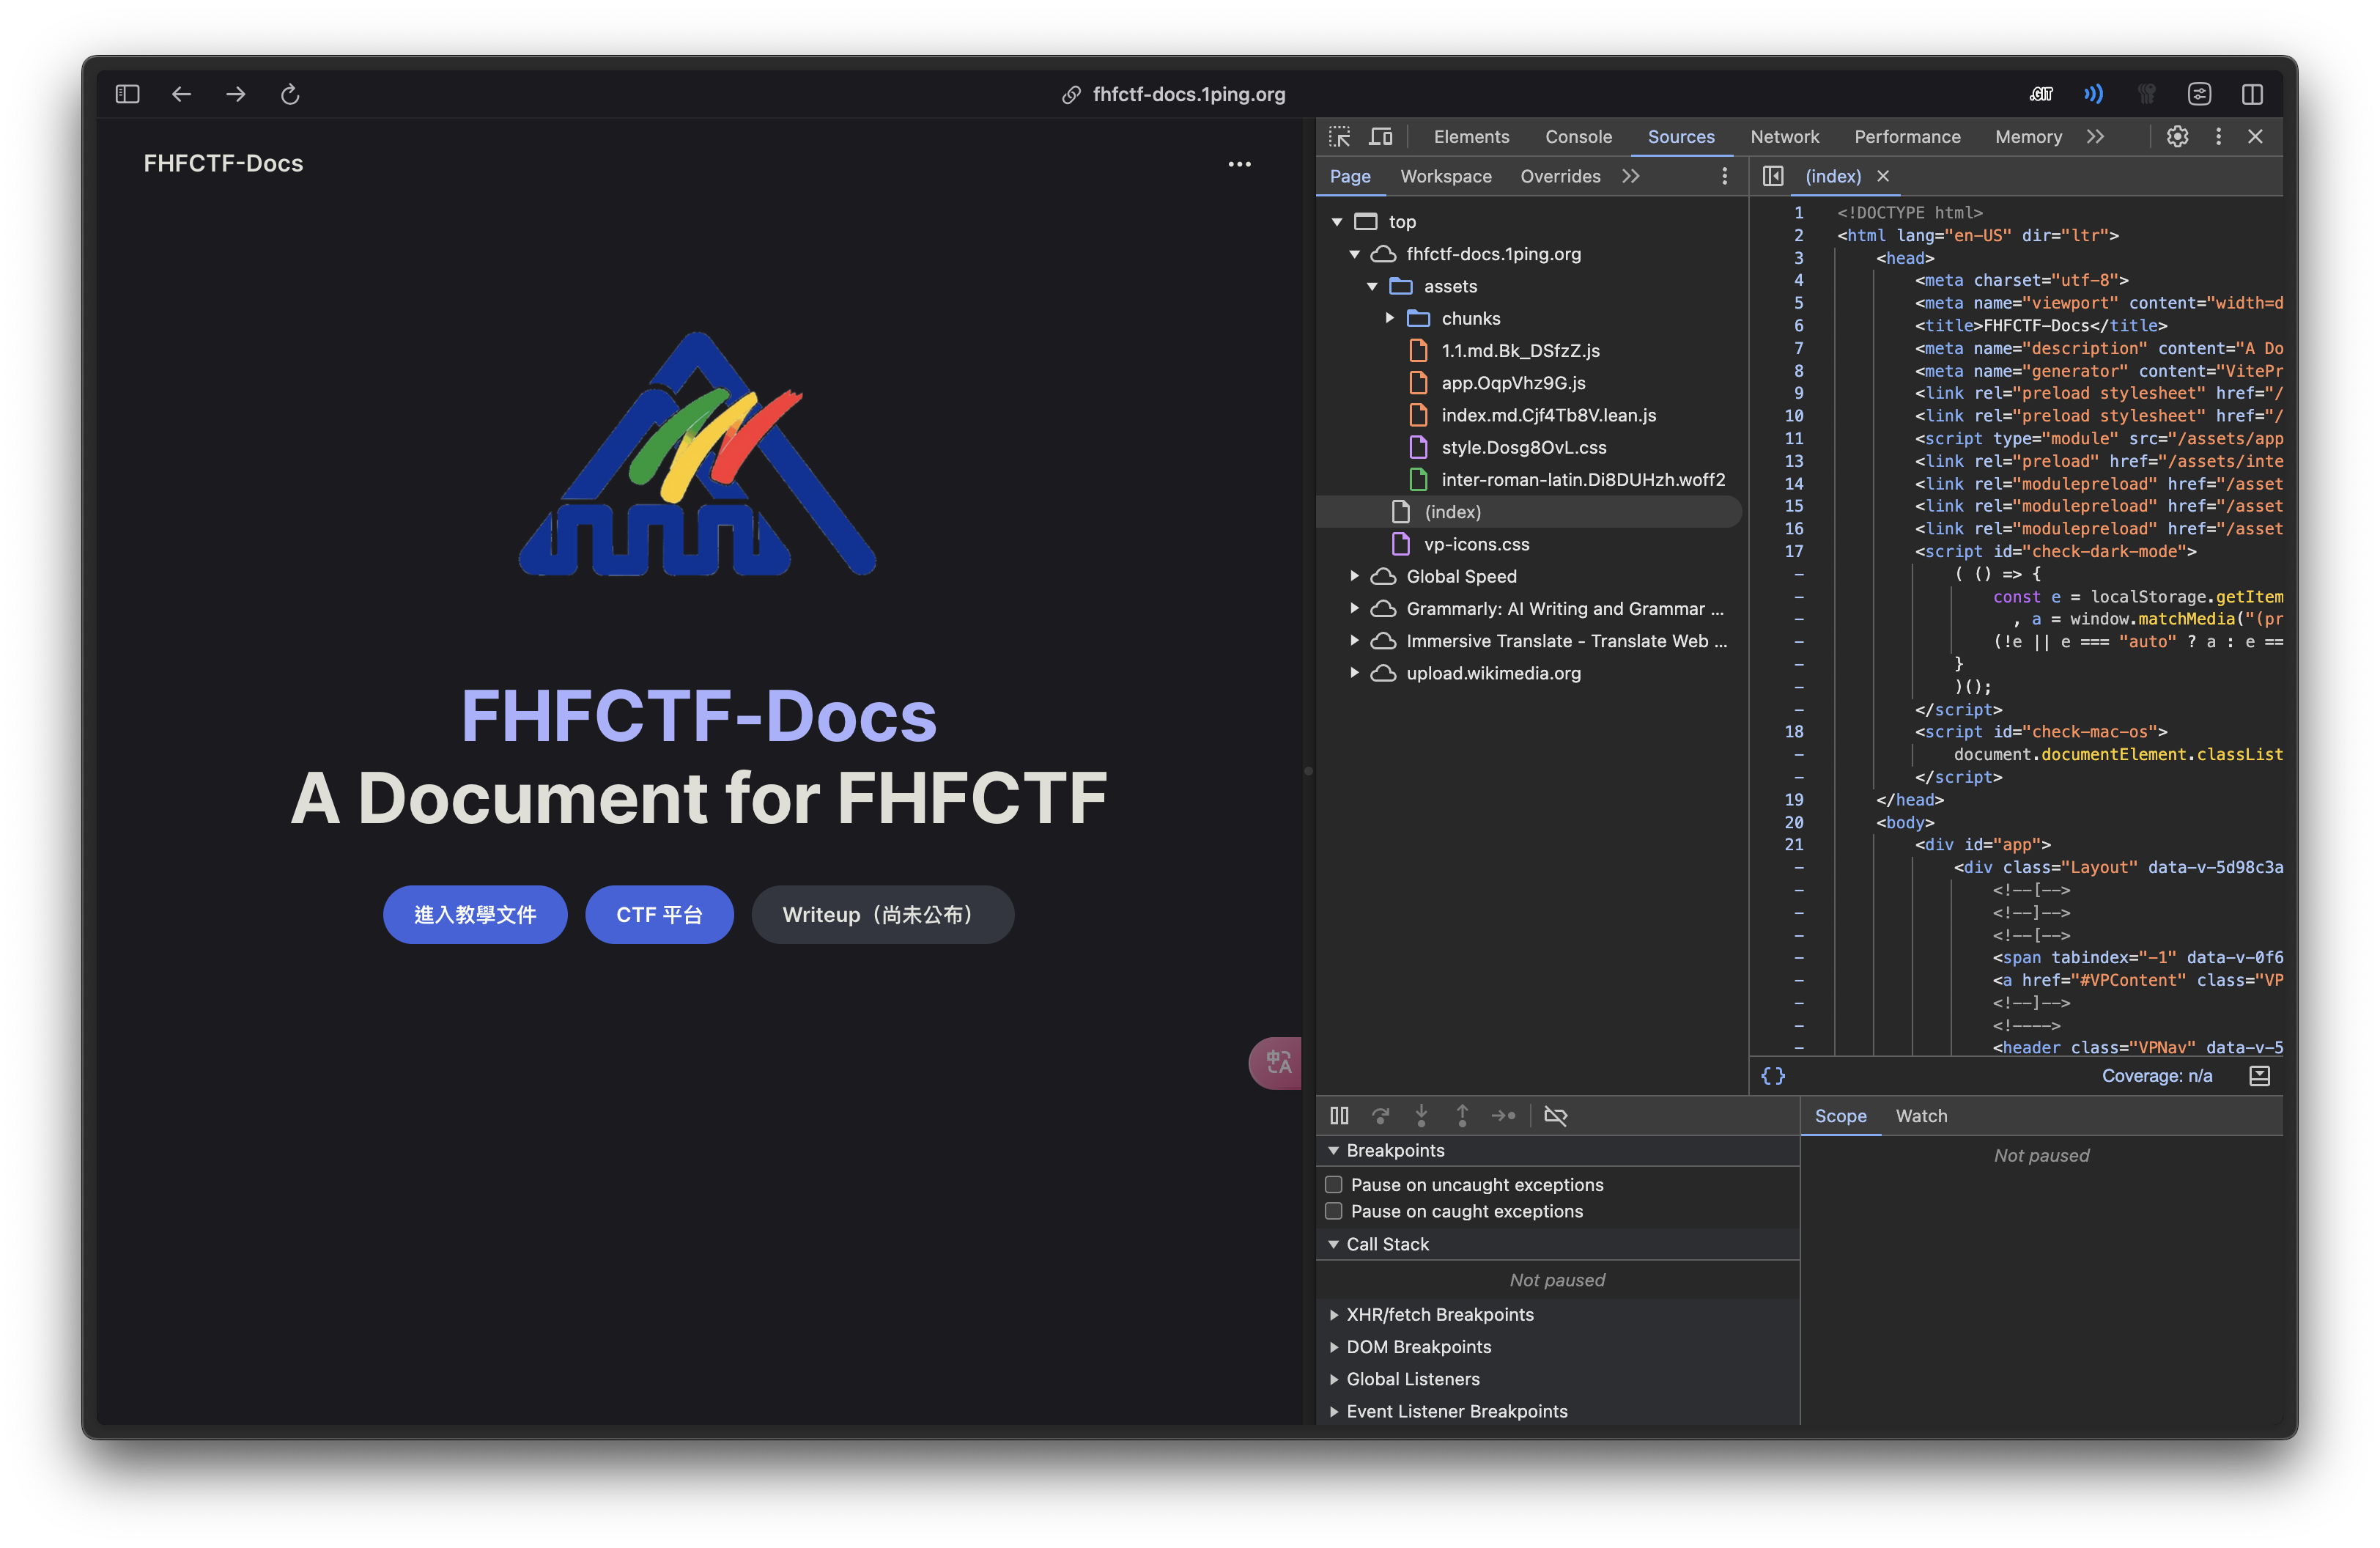 fhfctf-docs.1ping.org
.GIT
FHFCTF-Docs
FHFCTF-Docs
A Document for FHFCTF
進入教學文件
CTF 平台
Writeup（尚未公布）
中A
Elements Console Sources Network Performance Memory
Page Workspace Overrides
top
fhfctf-docs.1ping.org
assets
chunks
1.1.md.Bk_DSfzZ.js
app.OqpVhz9G.js
index.md.Cjf4Tb8V.lean.js
style.Dosg8OvL.css
inter-roman-latin.Di8DUHzh.woff2
(index)
vp-icons.css
Global Speed
Grammarly: AI Writing and Grammar ...
Immersive Translate - Translate Web ...
upload.wikimedia.org
(index)
1 <!DOCTYPE html>
2 <html lang="en-US" dir="ltr">
3 <head>
4 <meta charset="utf-8">
5 <meta name="viewport" content="width=d
6 <title>FHFCTF-Docs</title>
7 <meta name="description" content="A Do
8 <meta name="generator" content="VitePr
9 <link rel="preload stylesheet" href="/
10 <link rel="preload stylesheet" href="/
11 <script type="module" src="/assets/app
13 <link rel="preload" href="/assets/inte
14 <link rel="modulepreload" href="/asset
15 <link rel="modulepreload" href="/asset
16 <link rel="modulepreload" href="/asset
17 <script id="check-dark-mode">
- ( () => {
- const e = localStorage.getItem
- , a = window.matchMedia("(pr
- (!e || e === "auto" ? a : e ==
- }
- )();
- </script>
18 <script id="check-mac-os">
- document.documentElement.classList
- </script>
19 </head>
20 <body>
21 <div id="app">
- <div class="Layout" data-v-5d98c3a
- <!--[-->
- <!--]-->
- <!--[-->
- <span tabindex="-1" data-v-0f6
- <a href="#VPContent" class="VP
- <!--]-->
- <!---->
- <header class="VPNav" data-v-5
{} Coverage: n/a
Breakpoints
Pause on uncaught exceptions
Pause on caught exceptions
Call Stack
Not paused
XHR/fetch Breakpoints
DOM Breakpoints
Global Listeners
Event Listener Breakpoints
Scope Watch
Not paused